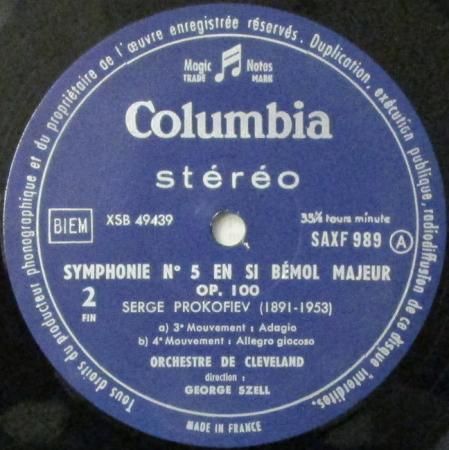 Tous droits du producteur phonographique et du propriétaire de l'œuvre enregistrée réservés. Duplication, exécution publique, radiodiffusion de ce disque interdites.
Magic Notes
TRADE MARK
Columbia
stéréo
BIEM XSB 49439 33⅓ tours minute
SAXF 989 A
SYMPHONIE N° 5 EN SI BÉMOL MAJEUR
OP. 100
2
FIN
SERGE PROKOFIEV (1891-1953)
a) 3ᵉ Mouvement : Adagio
b) 4ᵉ Mouvement : Allegro giocoso
ORCHESTRE DE CLEVELAND
direction :
GEORGE SZELL
MADE IN FRANCE